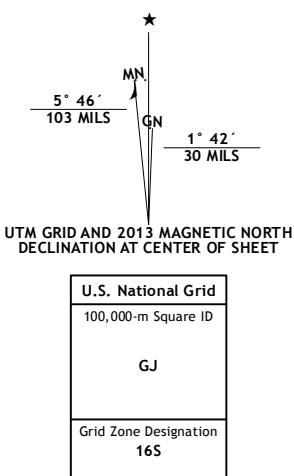 MN
5° 46´
103 MILS
GN
1° 42´
30 MILS
UTM GRID AND 2013 MAGNETIC NORTH
DECLINATION AT CENTER OF SHEET
U.S. National Grid
100,000-m Square ID
GJ
Grid Zone Designation
16S